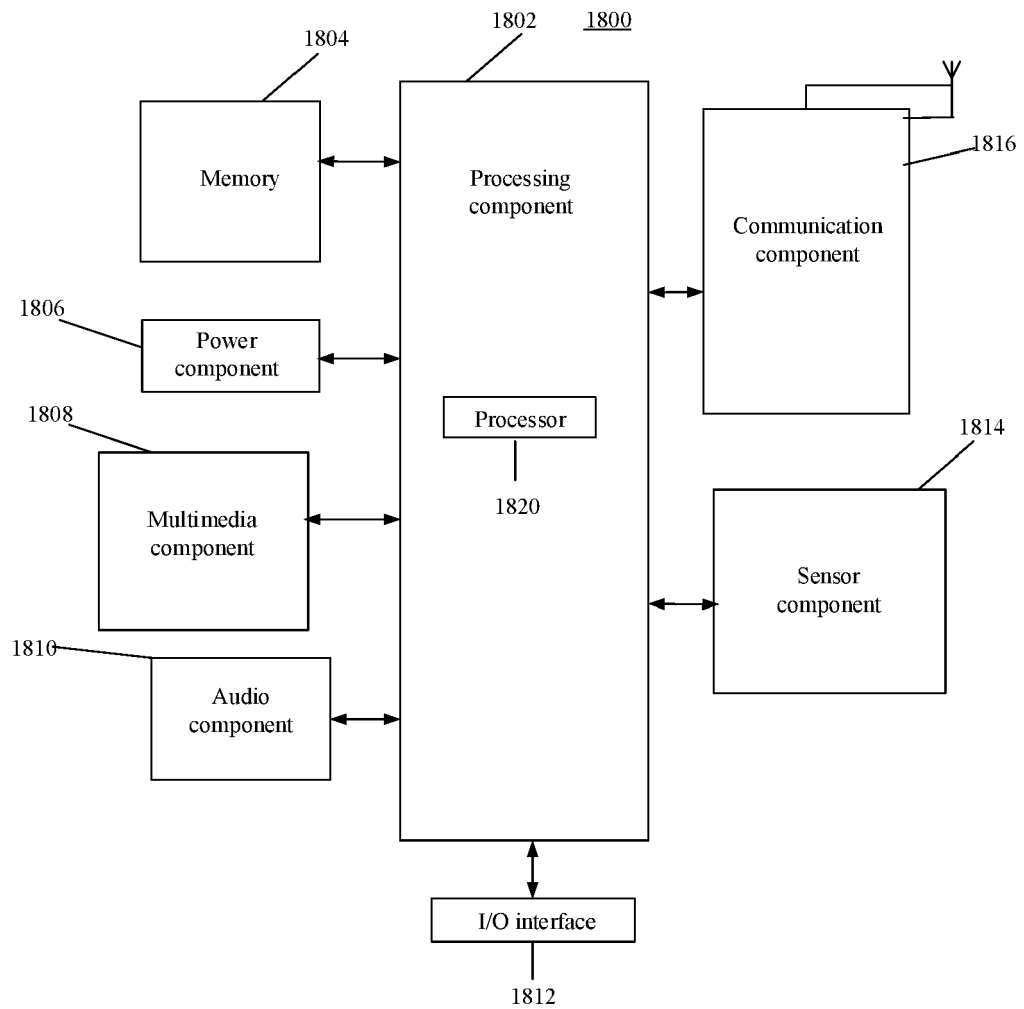 1802
1800
1804
1816
Memory
Processing
component
Communication
component
1806
Power
component
1808
Processor
1814
1820
Multimedia
component
Sensor
component
1810
Audio
component
I/O interface
1812